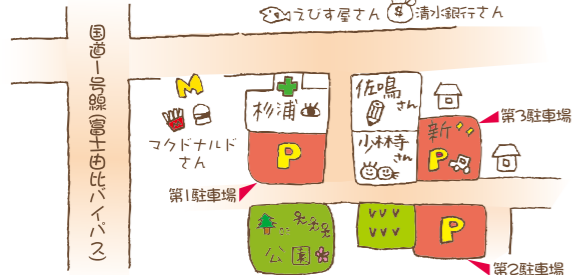 えびす屋さん
清水銀行さん
国道1号線(富士由比バイパス)
M
マクドナルド
さん
杉浦
佐鳴
さん
少林寺
さん
新
P
P
P
第3駐車場
第1駐車場
公園
第2駐車場